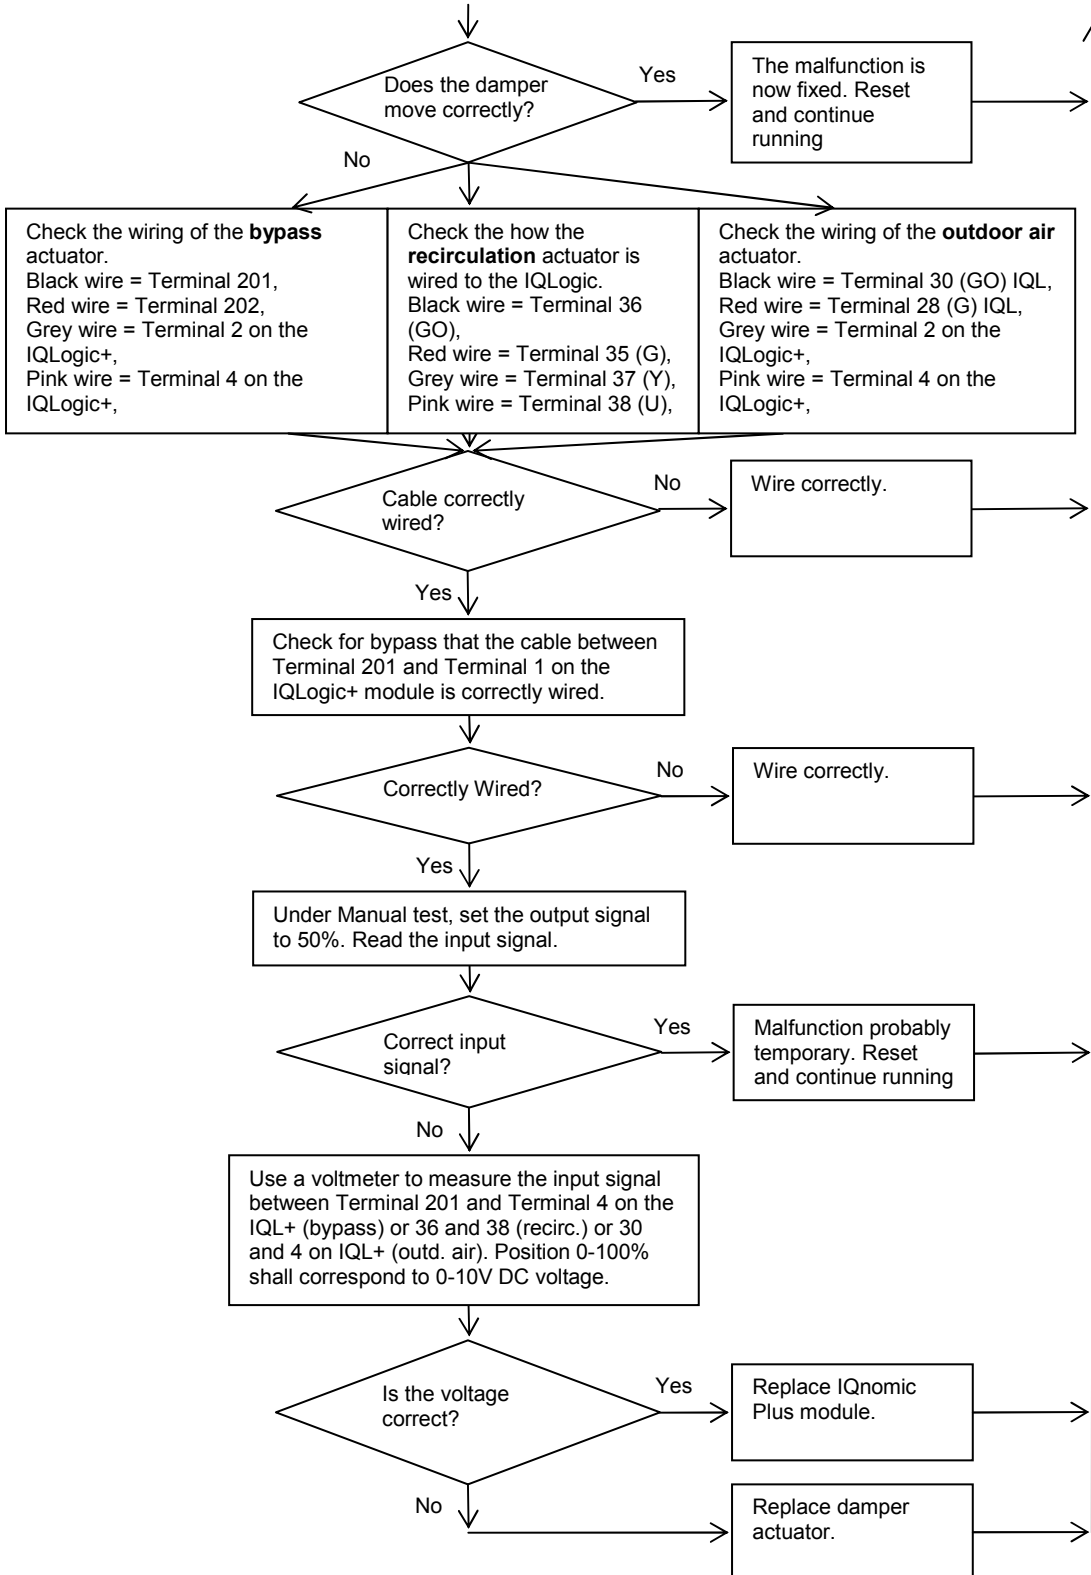 Does the damper
move correctly?
Yes
The malfunction is
now fixed. Reset
and continue
running
No
Check the wiring of the bypass
actuator.
Black wire = Terminal 201,
Red wire = Terminal 202,
Grey wire = Terminal 2 on the
IQLogic+,
Pink wire = Terminal 4 on the
IQLogic+,
Check the how the
recirculation actuator is
wired to the IQLogic.
Black wire = Terminal 36
(GO),
Red wire = Terminal 35 (G),
Grey wire = Terminal 37 (Y),
Pink wire = Terminal 38 (U),
Check the wiring of the outdoor air
actuator.
Black wire = Terminal 30 (GO) IQL,
Red wire = Terminal 28 (G) IQL,
Grey wire = Terminal 2 on the
IQLogic+,
Pink wire = Terminal 4 on the
IQLogic+,
Cable correctly
wired?
No
Wire correctly.
Yes
Check for bypass that the cable between
Terminal 201 and Terminal 1 on the
IQLogic+ module is correctly wired.
Correctly Wired?
No
Wire correctly.
Yes
Under Manual test, set the output signal
to 50%. Read the input signal.
Correct input
signal?
Yes
Malfunction probably
temporary. Reset
and continue running
No
Use a voltmeter to measure the input signal
between Terminal 201 and Terminal 4 on the
IQL+ (bypass) or 36 and 38 (recirc.) or 30
and 4 on IQL+ (outd. air). Position 0-100%
shall correspond to 0-10V DC voltage.
Is the voltage
correct?
Yes
Replace IQnomic
Plus module.
No
Replace damper
actuator.